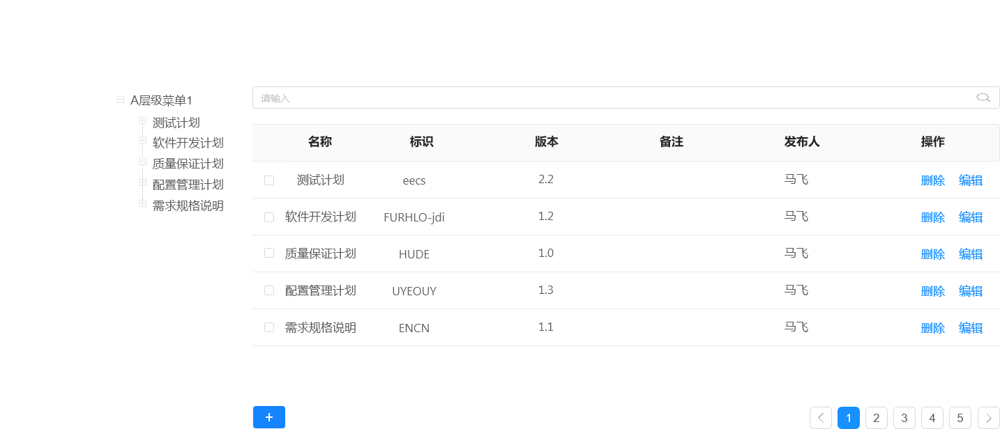 A层级菜单1
测试计划
软件开发计划
质量保证计划
配置管理计划
需求规格说明
请输入
名称 标识 版本 备注 发布人 操作
测试计划 eecs 2.2 马飞 删除 编辑
软件开发计划 FURHLO-jdi 1.2 马飞 删除 编辑
质量保证计划 HUDE 1.0 马飞 删除 编辑
配置管理计划 UYEOUY 1.3 马飞 删除 编辑
需求规格说明 ENCN 1.1 马飞 删除 编辑
+ 1 2 3 4 5